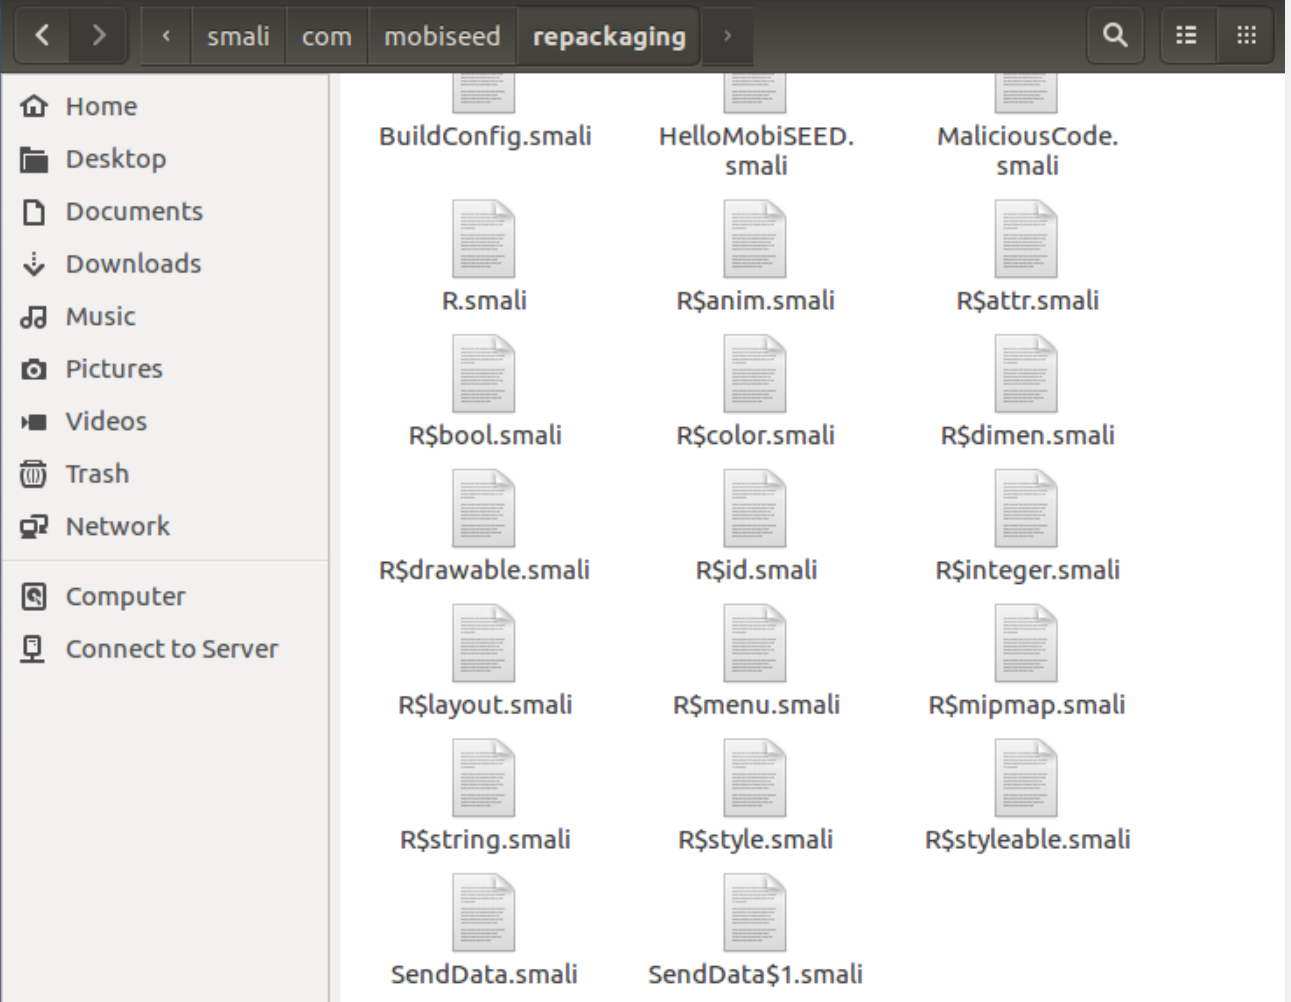 smali com mobiseed repackaging
Home
Desktop
Documents
Downloads
Music
Pictures
Videos
Trash
Network
Computer
Connect to Server
BuildConfig.smali
HelloMobiSEED.
smali
MaliciousCode.
smali
R.smali
R$anim.smali
R$attr.smali
R$bool.smali
R$color.smali
R$dimen.smali
R$drawable.smali
R$id.smali
R$integer.smali
R$layout.smali
R$menu.smali
R$mipmap.smali
R$string.smali
R$style.smali
R$styleable.smali
SendData.smali
SendData$1.smali